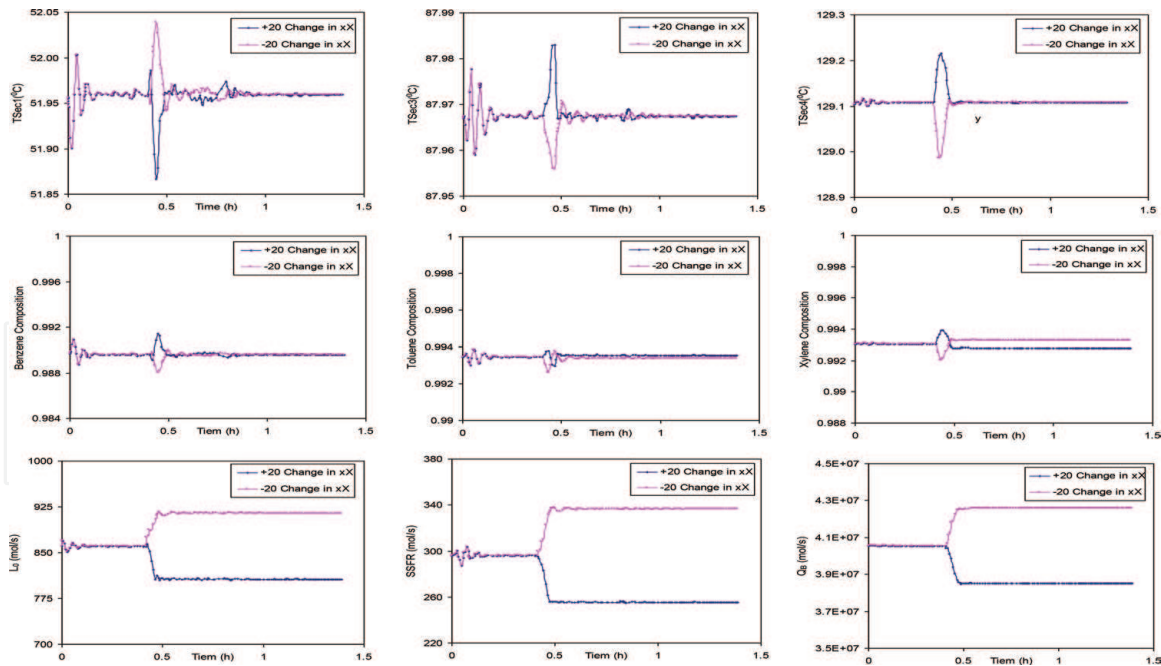 TSec1(⁰C)
52.05
52.00
51.95
51.90
51.85
+20 Change in xX
-20 Change in xX
0
0.5
Time (h)
1
1.5
TSec3(⁰C)
87.99
87.98
87.97
87.96
87.95
+20 Change in xX
-20 Change in xX
0
0.5
Time (h)
1
1.5
TSec4(⁰C)
129.3
129.2
129.1
129.0
128.9
+20 Change in xX
-20 Change in xX
y
0
0.5
Time (h)
1
1.5
Benzene Composition
1
0.996
0.992
0.988
0.984
+20 Change in xX
-20 Change in xX
0
0.5
Tiem (h)
1
1.5
Toluene Composition
1
0.998
0.996
0.994
0.992
0.99
+20 Change in xX
-20 Change in xX
0
0.5
Tiem (h)
1
1.5
Xylene Composition
1
0.998
0.996
0.994
0.992
0.99
0.988
+20 Change in xX
-20 Change in xX
0
0.5
Tiem (h)
1
1.5
L₀ (mol/s)
1000
925
850
775
700
+20 Change in xX
-20 Change in xX
0
0.5
Tiem (h)
1
1.5
SSFR (mol/s)
380
340
300
260
220
+20 Change in xX
-20 Change in xX
0
0.5
Tiem (h)
1
1.5
Q_B (mol/s)
4.5E+07
4.3E+07
4.1E+07
3.9E+07
3.7E+07
3.5E+07
+20 Change in xX
-20 Change in xX
0
0.5
Tiem (h)
1
1.5